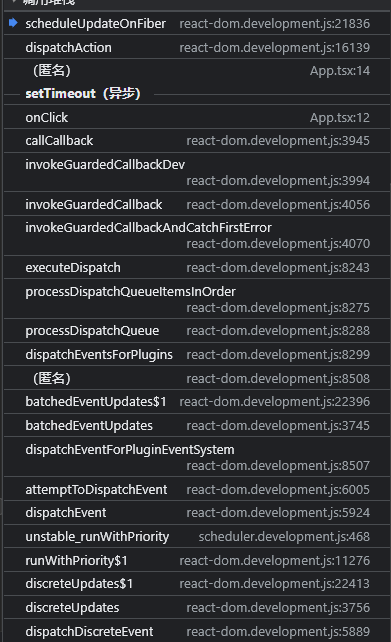 调用堆栈
scheduleUpdateOnFiber react-dom.development.js:21836
dispatchAction react-dom.development.js:16139
（匿名） App.tsx:14
setTimeout（异步）
onClick App.tsx:12
callCallback react-dom.development.js:3945
invokeGuardedCallbackDev
react-dom.development.js:3994
invokeGuardedCallback react-dom.development.js:4056
invokeGuardedCallbackAndCatchFirstError
react-dom.development.js:4070
executeDispatch react-dom.development.js:8243
processDispatchQueueItemsInOrder
react-dom.development.js:8275
processDispatchQueue react-dom.development.js:8288
dispatchEventsForPlugins react-dom.development.js:8299
（匿名） react-dom.development.js:8508
batchedEventUpdates$1 react-dom.development.js:22396
batchedEventUpdates react-dom.development.js:3745
dispatchEventForPluginEventSystem
react-dom.development.js:8507
attemptToDispatchEvent react-dom.development.js:6005
dispatchEvent react-dom.development.js:5924
unstable_runWithPriority scheduler.development.js:468
runWithPriority$1 react-dom.development.js:11276
discreteUpdates$1 react-dom.development.js:22413
discreteUpdates react-dom.development.js:3756
dispatchDiscreteEvent react-dom.development.js:5889